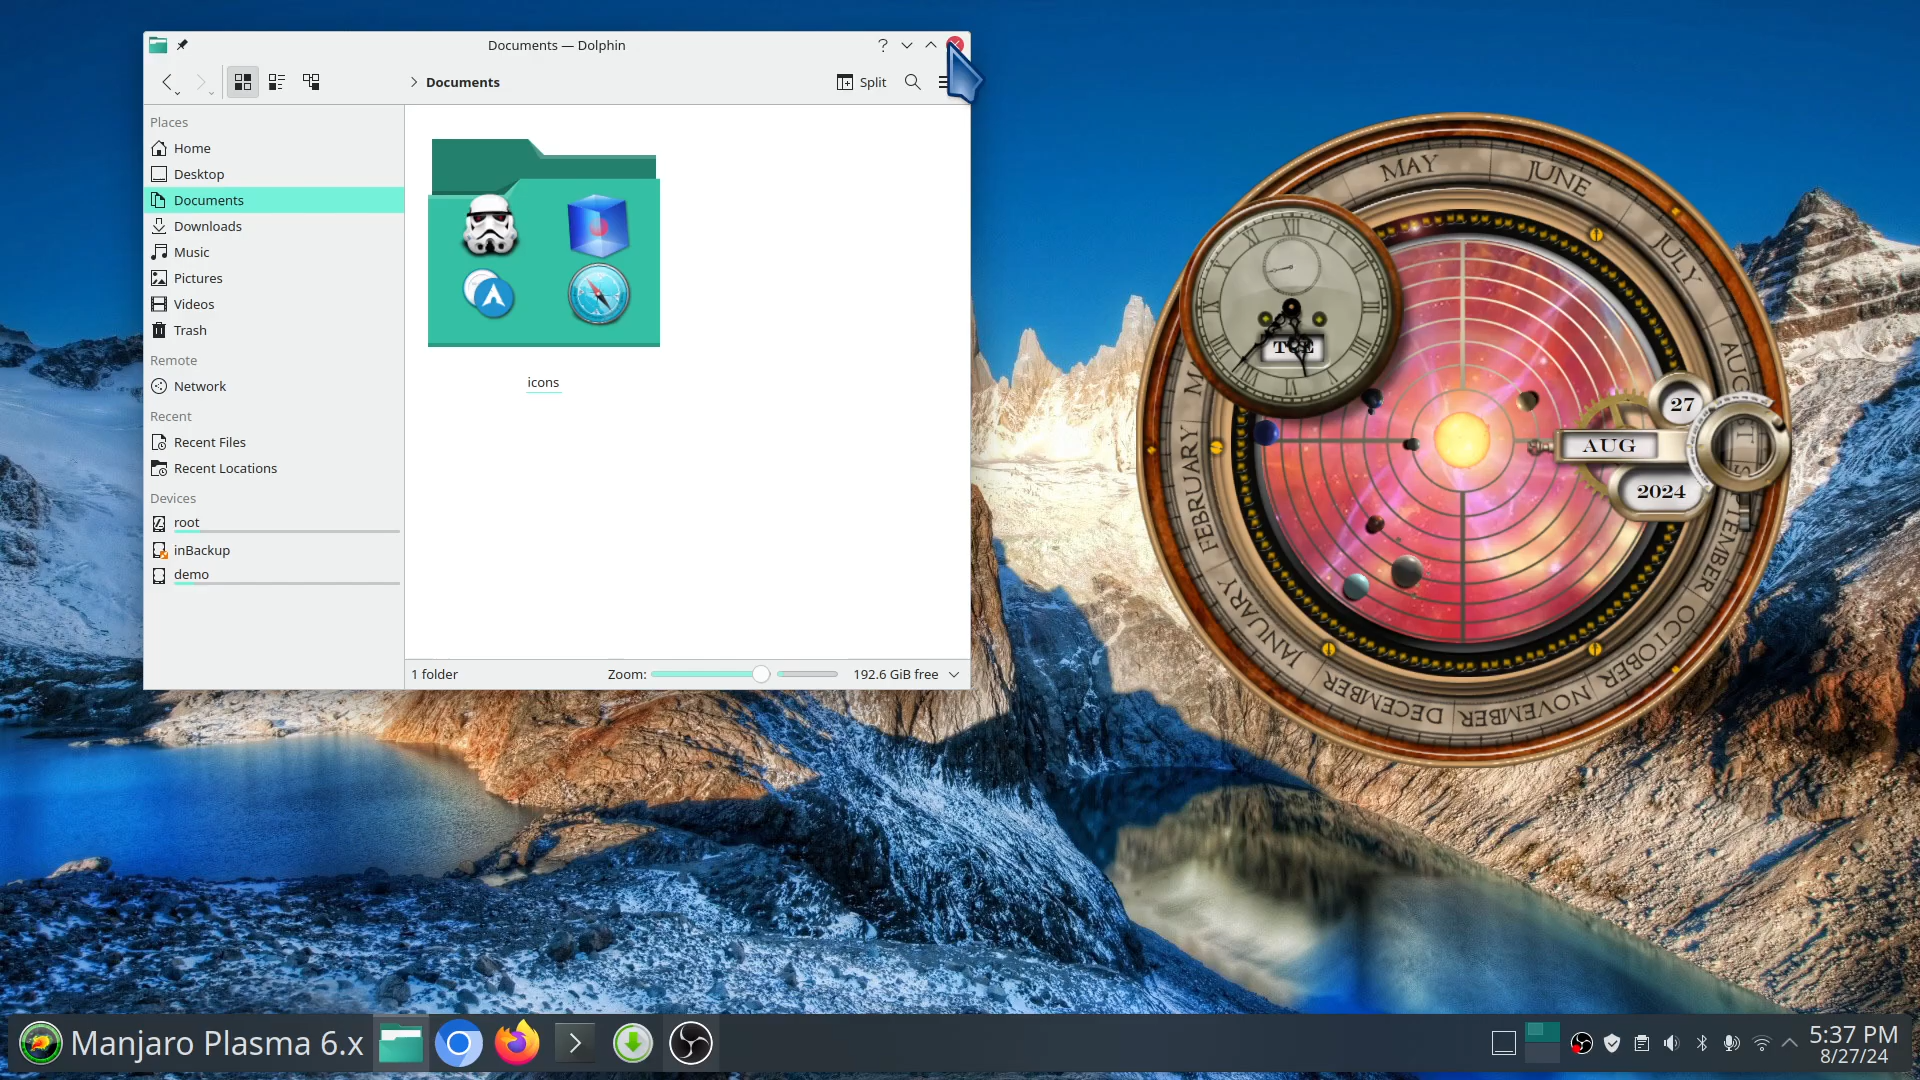 Documents — Dolphin
Documents
Split
Places
Home
Desktop
Documents
Downloads
Music
Pictures
Videos
Trash
Remote
Network
Recent
Recent Files
Recent Locations
Devices
root
inBackup
demo
icons
1 folder
Zoom:
192.6 GiB free
MAY
JUNE
JULY
FEBRUARY
JANUARY
DECEMBER
NOVEMBER
OCTOBER
XII
TUE
27
AUG
2024
Manjaro Plasma 6.x
5:37 PM
8/27/24